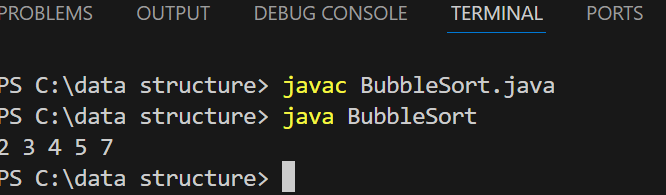 PROBLEMS OUTPUT DEBUG CONSOLE TERMINAL PORTS
PS C:\data structure> javac BubbleSort.java
PS C:\data structure> java BubbleSort
2 3 4 5 7
PS C:\data structure>